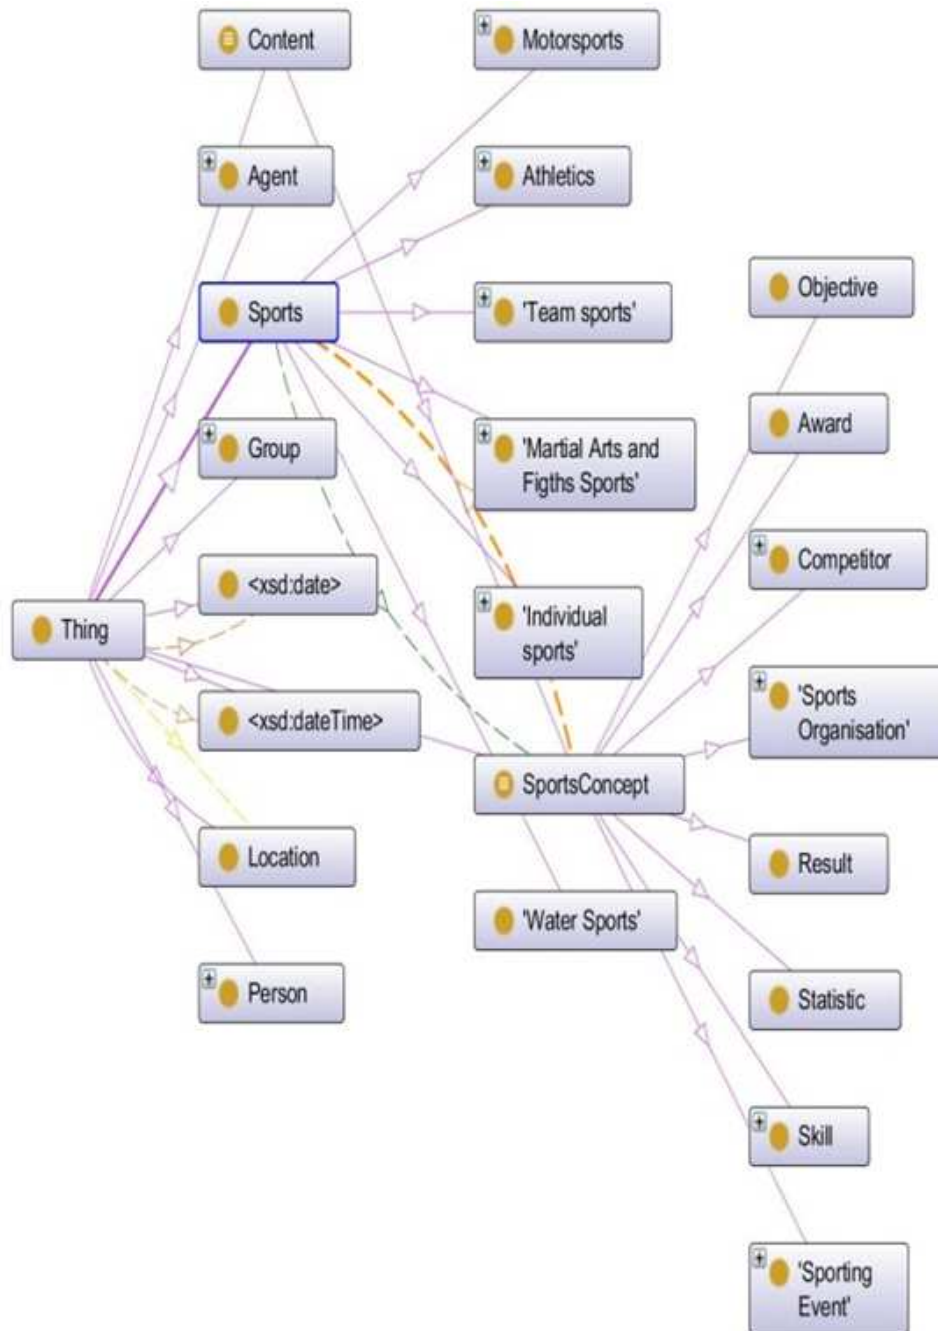 Content
Motorsports
Agent
Athletics
Sports
'Team sports'
Objective
Group
'Martial Arts and
Figths Sports'
Award
<xsd:date>
'Individual
sports'
Competitor
Thing
<xsd:dateTime>
SportsConcept
'Sports
Organisation'
Location
'Water Sports'
Result
Person
Statistic
Skill
'Sporting
Event'